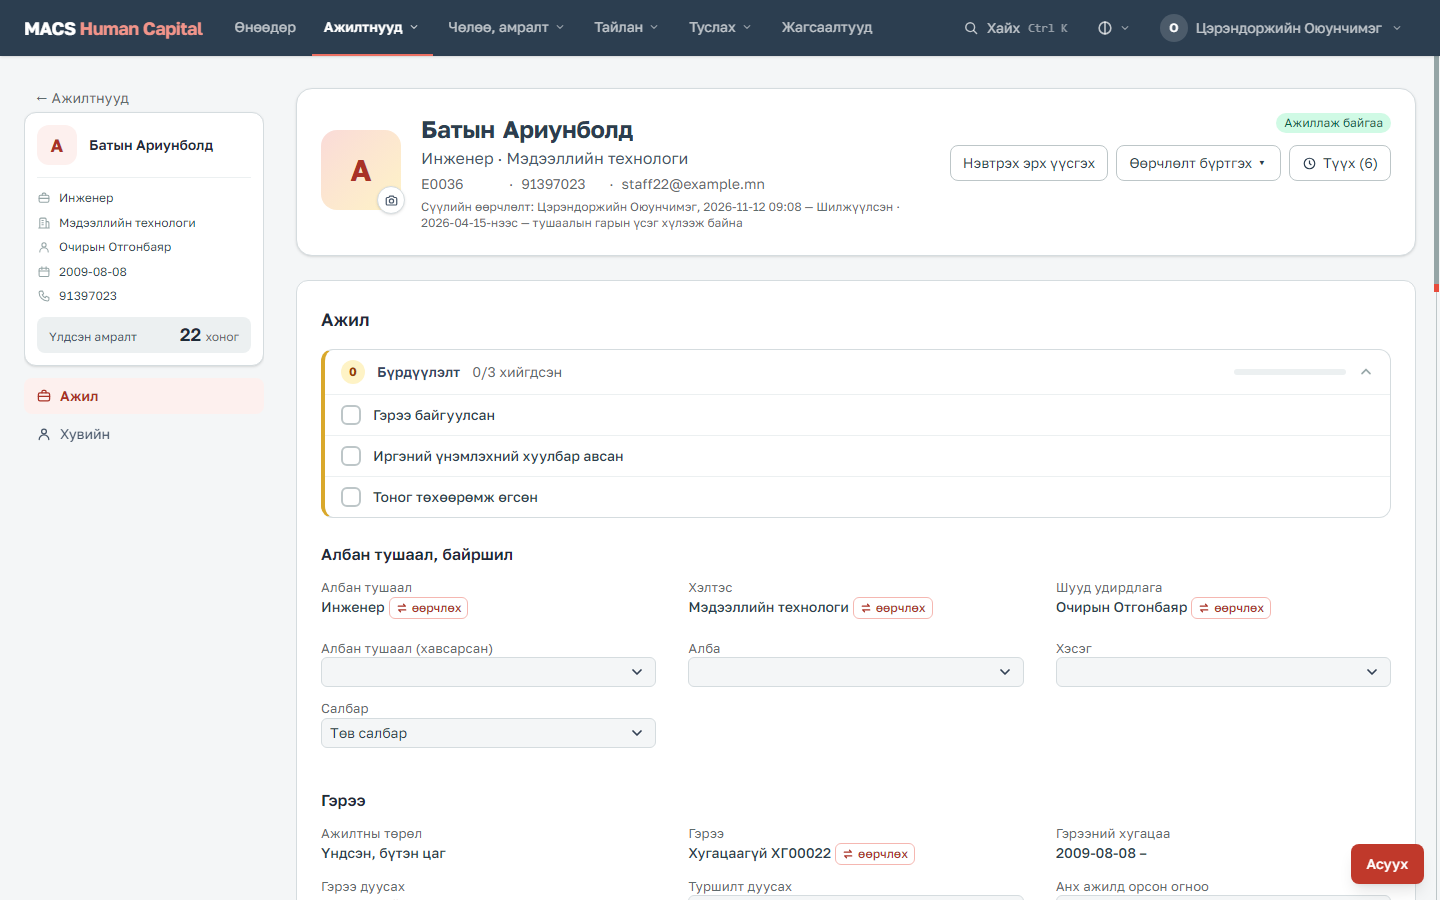 MACS Human Capital
Өнөөдөр
Ажилтнууд
Чөлөө, амралт
Тайлан
Туслах
Жагсаалтууд
Хайх Ctrl K
О Цэрэндоржийн Оюунчимэг
← Ажилтнууд
А Батын Ариунболд
Инженер
Мэдээллийн технологи
Очирын Отгонбаяр
2009-08-08
91397023
Үлдсэн амралт 22 хоног
Ажил
Хувийн
А
Батын Ариунболд
Инженер · Мэдээллийн технологи
E0036 · 91397023 · staff22@example.mn
Сүүлийн өөрчлөлт: Цэрэндоржийн Оюунчимэг, 2026-11-12 09:08 — Шилжүүлсэн ·
2026-04-15-нээс — тушаалын гарын үсэг хүлээж байна
Ажиллаж байгаа
Нэвтрэх эрх үүсгэх
Өөрчлөлт бүртгэх ▾
Түүх (6)
Ажил
0 Бүрдүүлэлт 0/3 хийгдсэн
Гэрээ байгуулсан
Иргэний үнэмлэхний хуулбар авсан
Тоног төхөөрөмж өгсөн
Албан тушаал, байршил
Албан тушаал
Инженер ⇄ өөрчлөх
Хэлтэс
Мэдээллийн технологи ⇄ өөрчлөх
Шууд удирдлага
Очирын Отгонбаяр ⇄ өөрчлөх
Албан тушаал (хавсарсан)
Алба
Хэсэг
Салбар
Төв салбар
Гэрээ
Ажилтны төрөл
Үндсэн, бүтэн цаг
Гэрээ
Хугацаагүй ХГ00022 ⇄ өөрчлөх
Гэрээний хугацаа
2009-08-08 –
Гэрээ дуусах
Туршилт дуусах
Анх ажилд орсон огноо
Асуух